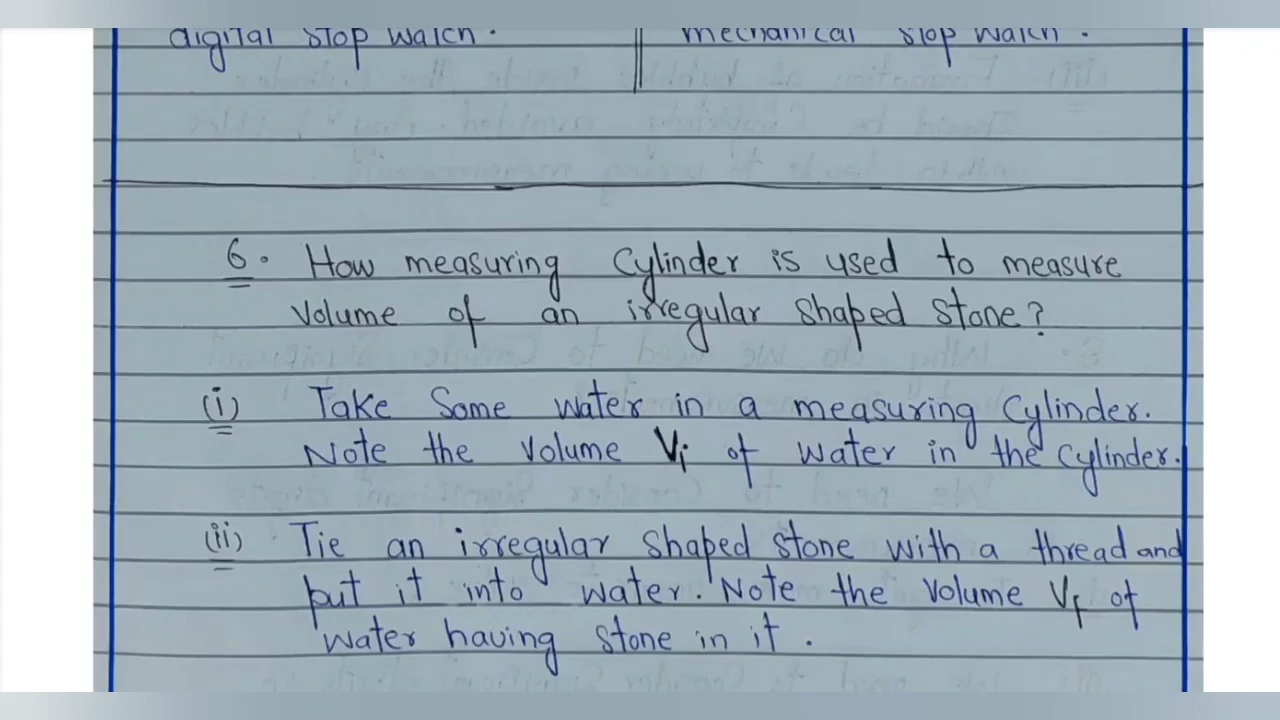 digital stop watch.
mechanical stop watch.
6. How measuring Cylinder is used to measure
Volume of an irregular shaped stone?
(i) Take Some water in a measuring Cylinder.
Note the Volume Vi of water in the Cylinder.
(ii) Tie an irregular shaped stone with a thread and
put it into water. Note the Volume Vf of
water having stone in it.